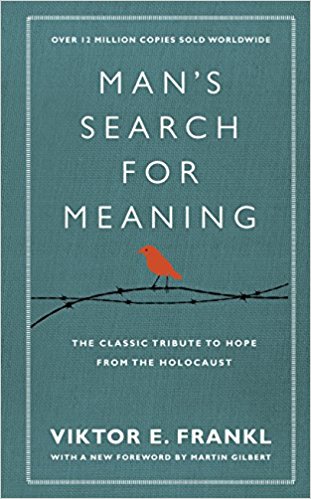 OVER 12 MILLION COPIES SOLD WORLDWIDE
MAN'S
SEARCH
FOR
MEANING
THE CLASSIC TRIBUTE TO HOPE
FROM THE HOLOCAUST
VIKTOR E. FRANKL
WITH A NEW FOREWORD BY MARTIN GILBERT